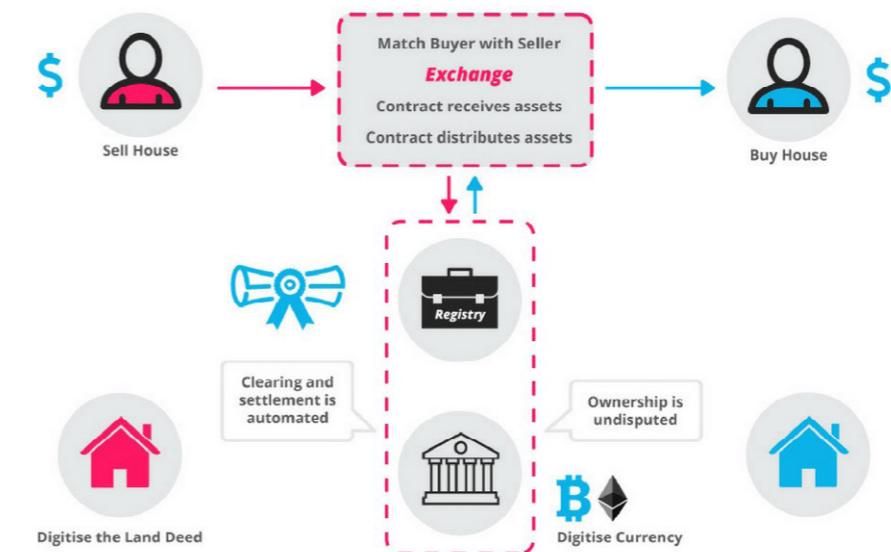 $
Sell House
Match Buyer with Seller
Exchange
Contract receives assets
Contract distributes assets
$
Buy House
Registry
Clearing and
settlement is
automated
Ownership is
undisputed
Digitise the Land Deed
Digitise Currency